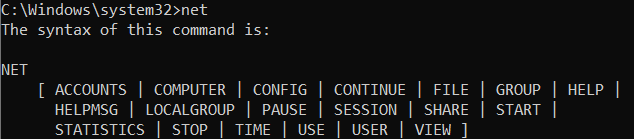 C:\Windows\system32>net
The syntax of this command is:
NET
[ ACCOUNTS | COMPUTER | CONFIG | CONTINUE | FILE | GROUP | HELP |
HELPMSG | LOCALGROUP | PAUSE | SESSION | SHARE | START |
STATISTICS | STOP | TIME | USE | USER | VIEW ]